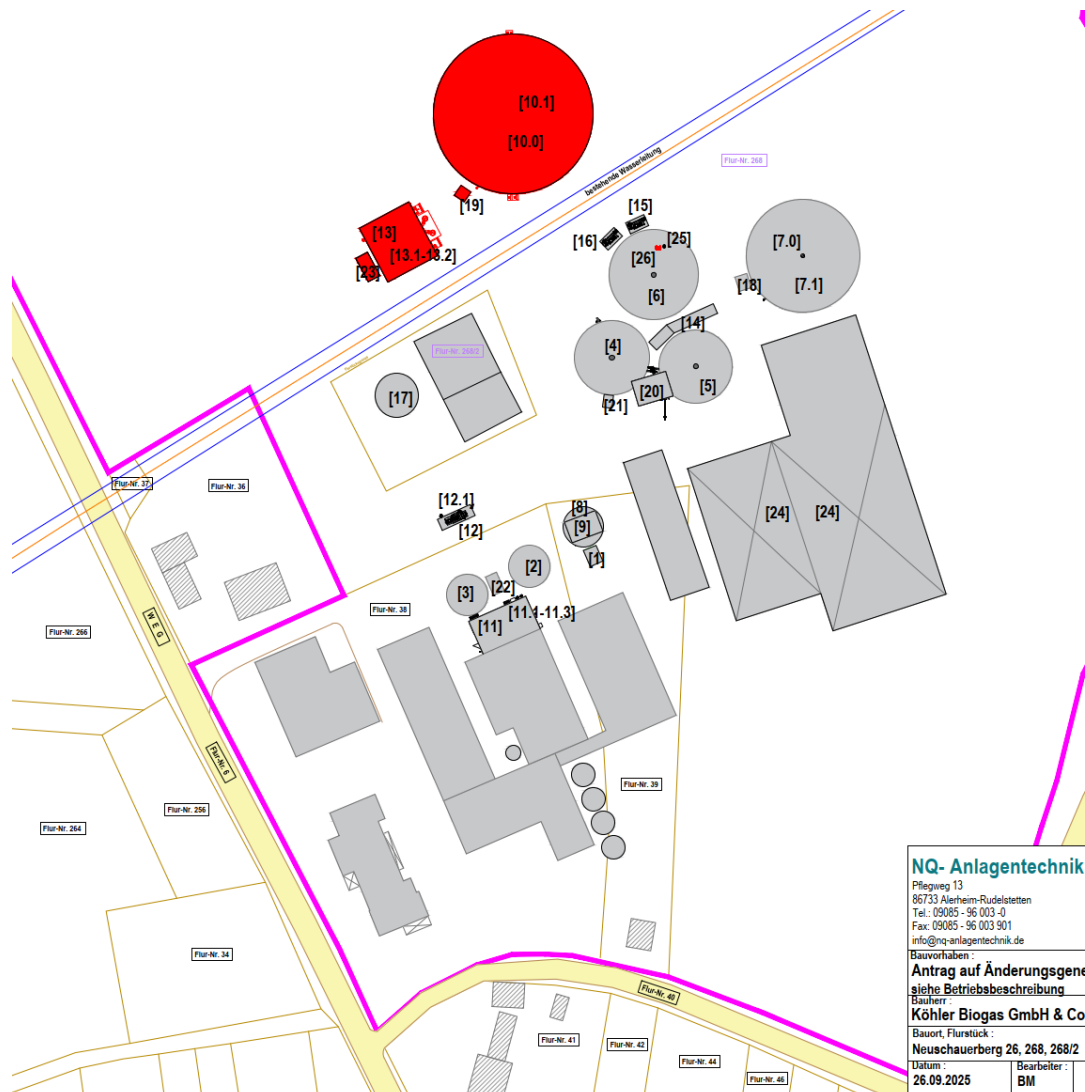 [10.1]
[10.0]
bestehende Wasserleitung
Flur-Nr. 268
[19]
[13]
[13.1-13.2]
[23]
[15]
[16]
[25]
[26]
[6]
[7.0]
[7.1]
[18]
[14]
[4]
[5]
[20]
[21]
Flur-Nr. 268/2
[17]
Flur-Nr. 37
Flur-Nr. 36
[12.1]
[12]
[8]
[9]
[1]
[24]
[24]
[2]
[22]
[3]
[11.1-11.3]
[11]
Flur-Nr. 38
Flur-Nr. 266
W E G
Flur-Nr. 6
Flur-Nr. 256
Flur-Nr. 264
Flur-Nr. 39
Flur-Nr. 34
Flur-Nr. 40
Flur-Nr. 41
Flur-Nr. 42
Flur-Nr. 44
Flur-Nr. 46
NQ- Anlagentechnik
Pflegweg 13
86733 Alerheim-Rudelstetten
Tel.: 09085 - 96 003 -0
Fax: 09085 - 96 003 901
info@nq-anlagentechnik.de
Bauvorhaben :
Antrag auf Änderungsgene
siehe Betriebsbeschreibung
Bauherr :
Köhler Biogas GmbH & Co
Bauort, Flurstück :
Neuschauerberg 26, 268, 268/2
Datum :
26.09.2025
Bearbeiter :
BM